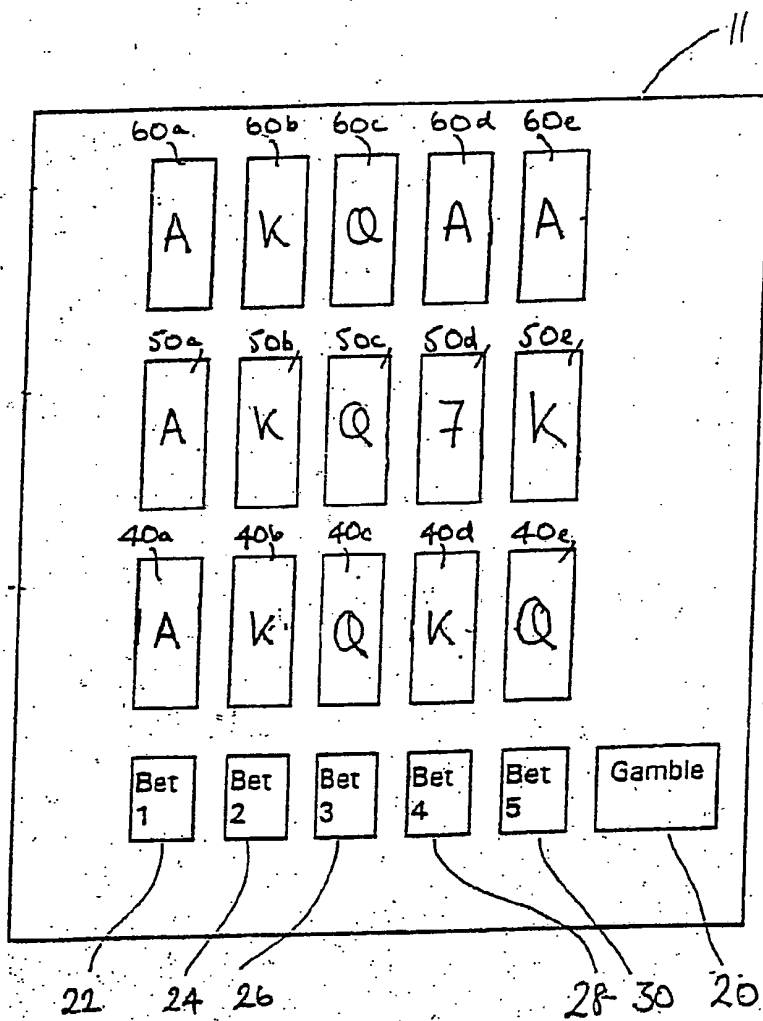 11
60a 60b 60c 60d 60e
A K Q A A
50a 50b 50c 50d 50e
A K Q 7 K
40a 40b 40c 40d 40e
A K Q K Q
Bet 1 Bet 2 Bet 3 Bet 4 Bet 5 Gamble
22 24 26 28 30 20